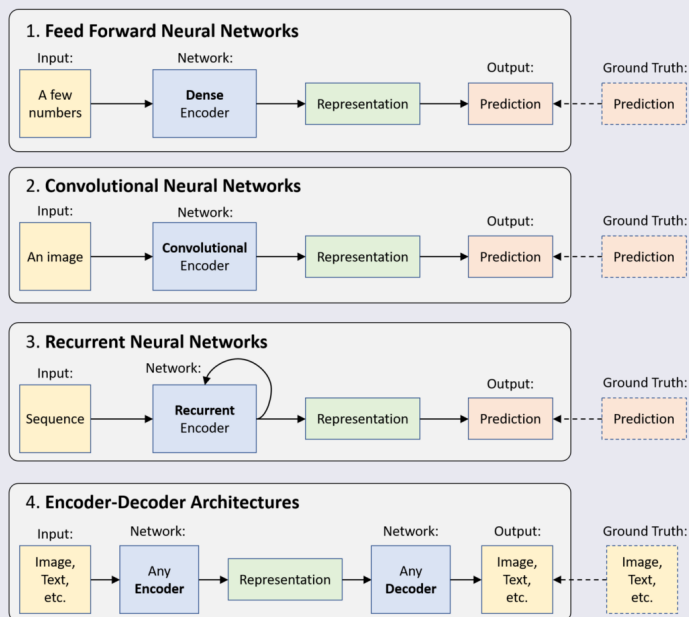 1. Feed Forward Neural Networks
Input:
Network:
Output:
Ground Truth:
A few
numbers
Dense
Encoder
Representation
Prediction
Prediction
2. Convolutional Neural Networks
Input:
Network:
Output:
Ground Truth:
An image
Convolutional
Encoder
Representation
Prediction
Prediction
3. Recurrent Neural Networks
Input:
Network:
Output:
Ground Truth:
Sequence
Recurrent
Encoder
Representation
Prediction
Prediction
4. Encoder-Decoder Architectures
Input:
Network:
Network:
Output:
Ground Truth:
Image,
Text,
etc.
Any
Encoder
Representation
Any
Decoder
Image,
Text,
etc.
Image,
Text,
etc.